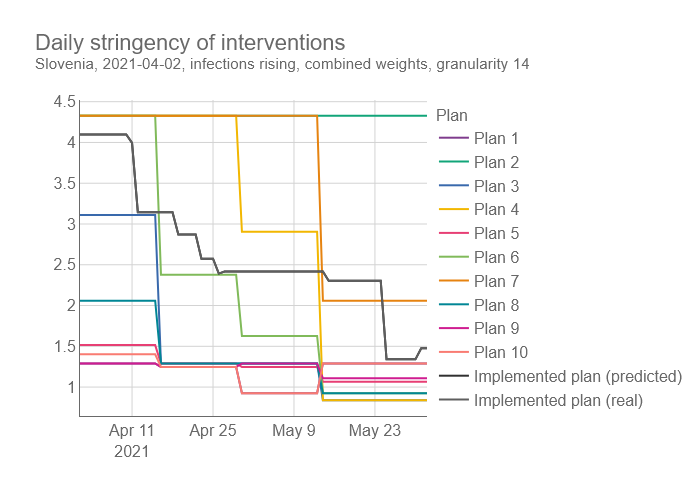 Daily stringency of interventions
Slovenia, 2021-04-02, infections rising, combined weights, granularity 14
4.5
4
3.5
3
2.5
2
1.5
1
Apr 11
2021
Apr 25
May 9
May 23
Plan
Plan 1
Plan 2
Plan 3
Plan 4
Plan 5
Plan 6
Plan 7
Plan 8
Plan 9
Plan 10
Implemented plan (predicted)
Implemented plan (real)